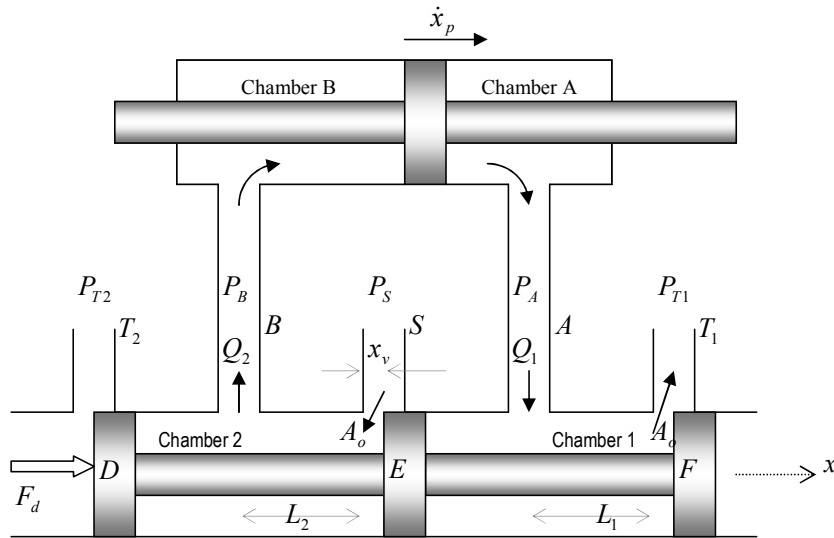 ẋ_p
Chamber B
Chamber A
P_T2
P_B
P_S
P_A
P_T1
T_2
B
S
A
T_1
Q_2
x_v
Q_1
A_o
A_o
Chamber 2
Chamber 1
D
E
F
x
F_d
L_2
L_1